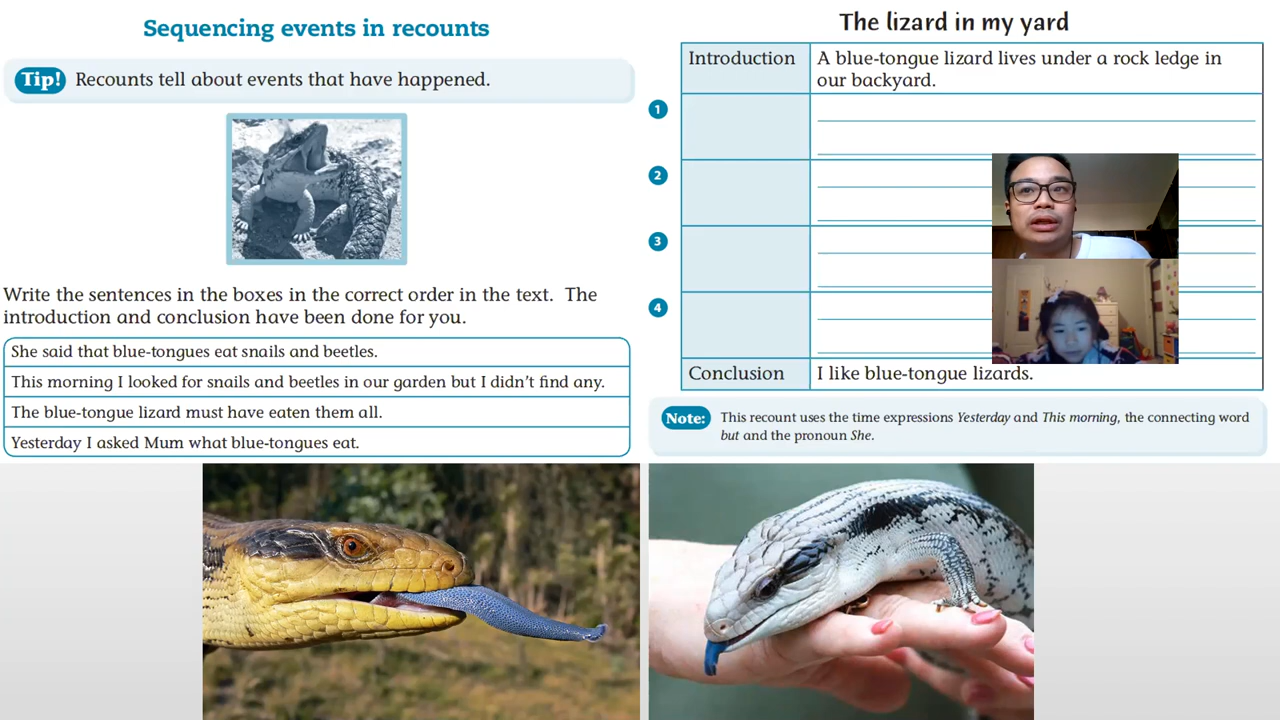 Sequencing events in recounts
Tip! Recounts tell about events that have happened.
Write the sentences in the boxes in the correct order in the text. The
introduction and conclusion have been done for you.
She said that blue-tongues eat snails and beetles.
This morning I looked for snails and beetles in our garden but I didn't find any.
The blue-tongue lizard must have eaten them all.
Yesterday I asked Mum what blue-tongues eat.
The lizard in my yard
Introduction A blue-tongue lizard lives under a rock ledge in
our backyard.
1
2
3
4
Conclusion I like blue-tongue lizards.
Note: This recount uses the time expressions Yesterday and This morning, the connecting word
but and the pronoun She.